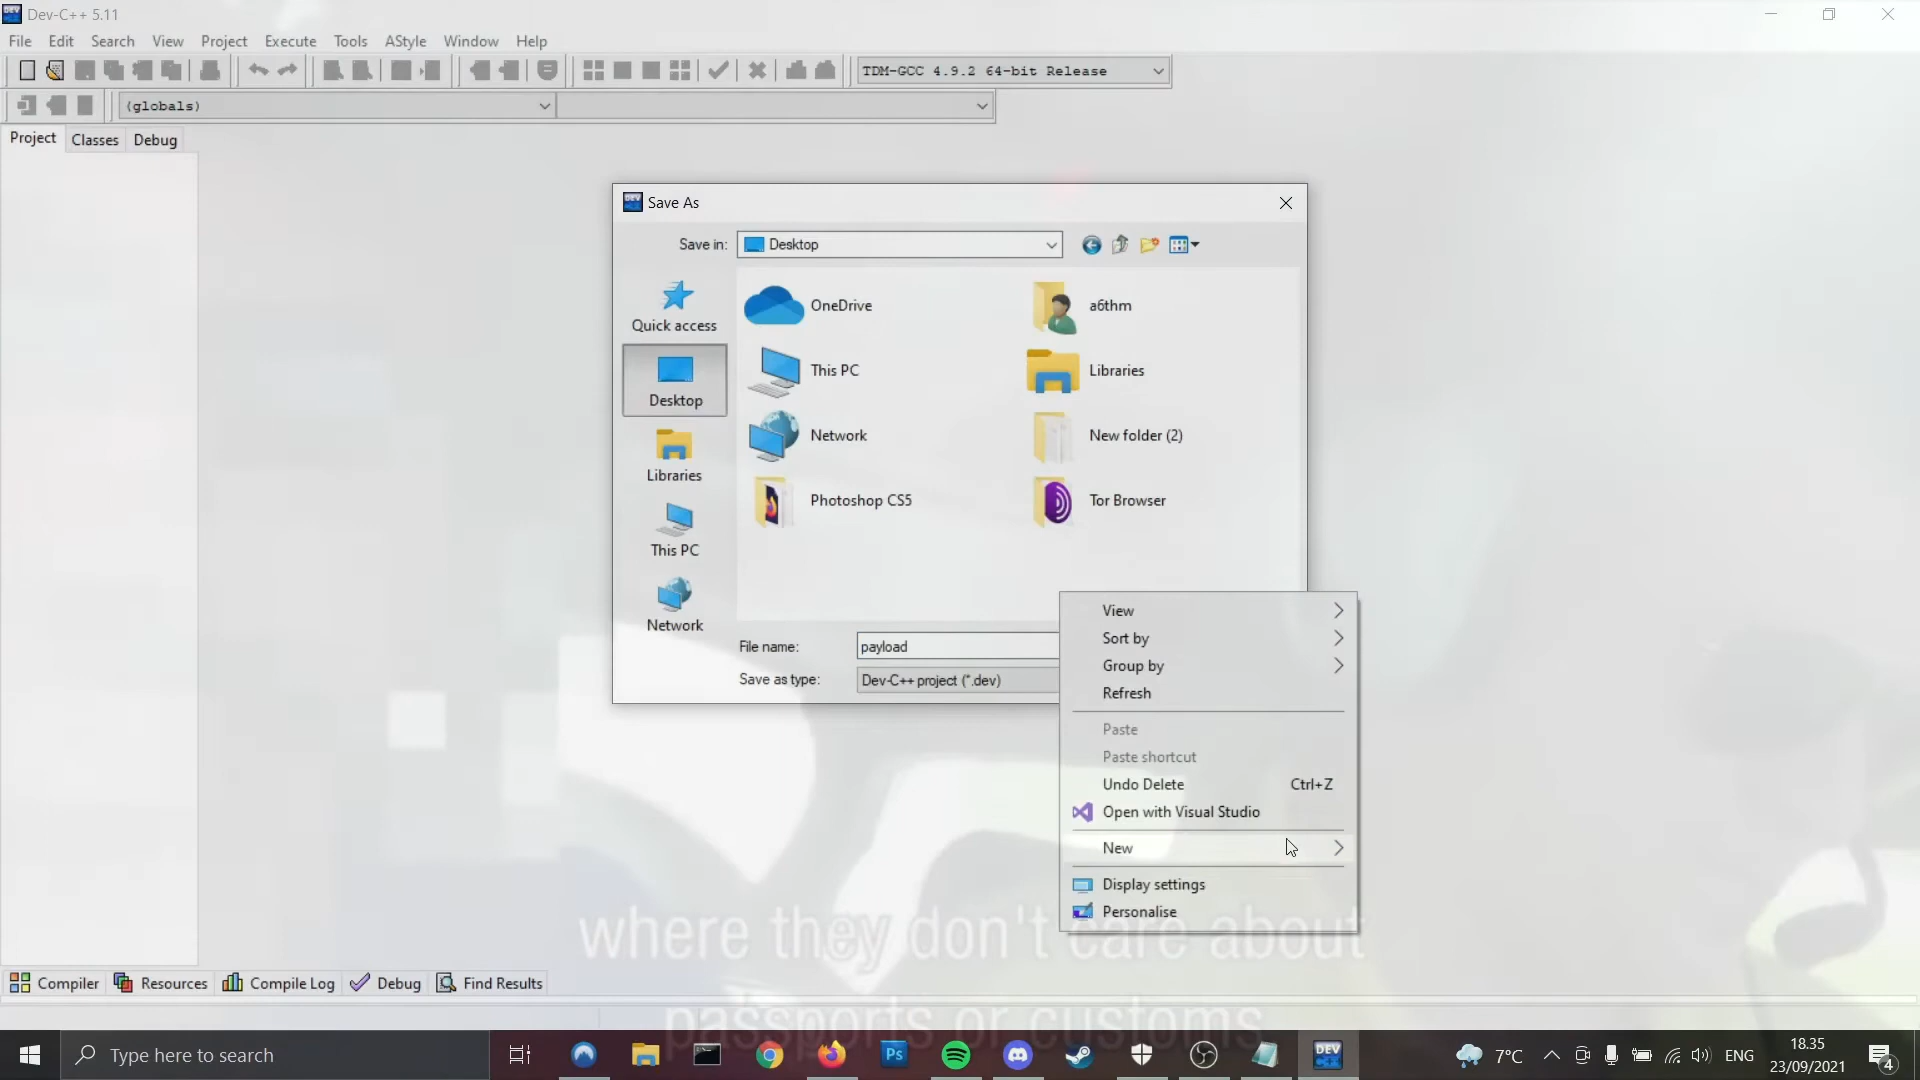 Dev-C++ 5.11
File Edit Search View Project Execute Tools AStyle Window Help
TDM-GCC 4.9.2 64-bit Release
(globals)
Project Classes Debug
Save As
Save in: Desktop
Quick access
Desktop
Libraries
This PC
Network
OneDrive
a6thm
This PC
Libraries
Network
New folder (2)
Photoshop CS5
Tor Browser
File name: payload
Save as type: Dev-C++ project (*.dev)
View
Sort by
Group by
Refresh
Paste
Paste shortcut
Undo Delete Ctrl+Z
Open with Visual Studio
New
Display settings
Personalise
where they don't care about
passports or customs
Compiler Resources Compile Log Debug Find Results
Type here to search
Ps
DEV
7°C
ENG
18.35
23/09/2021
4